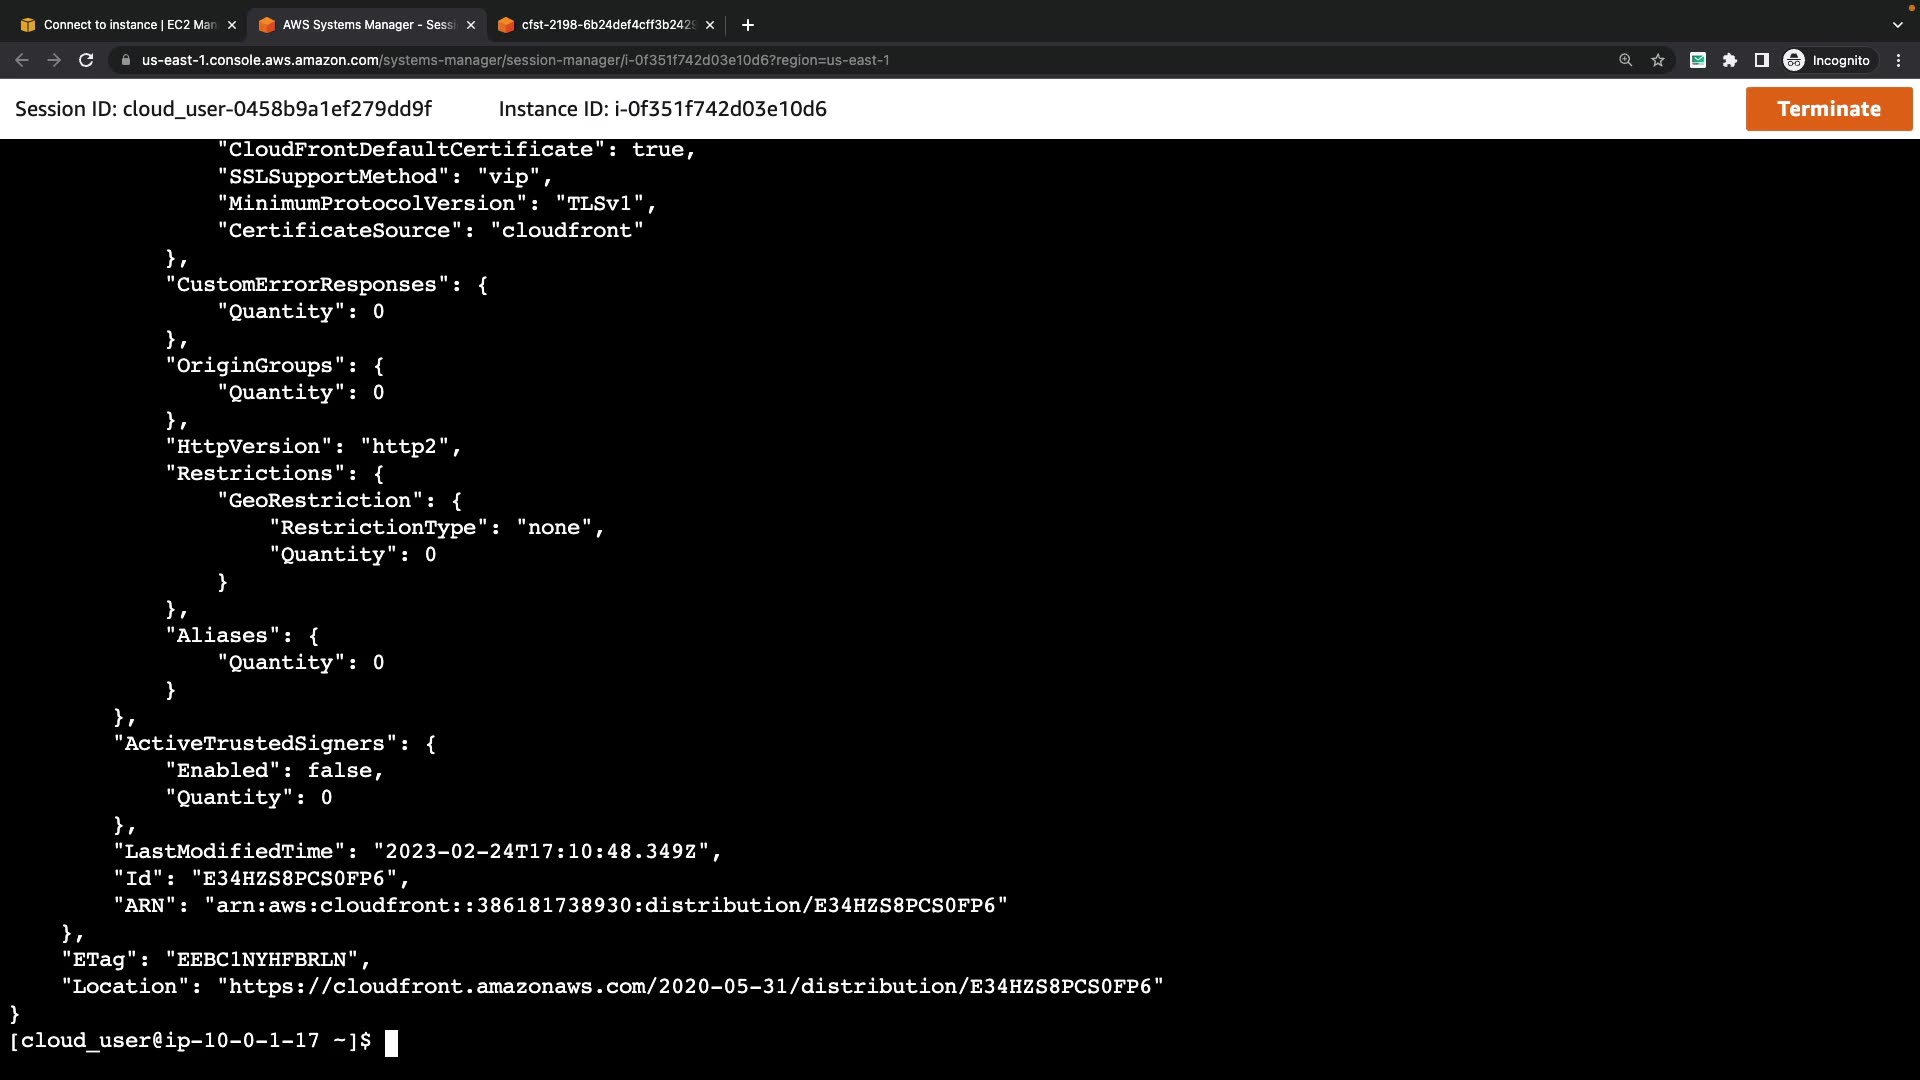 Connect to instance | EC2 Man
AWS Systems Manager - Sessi
cfst-2198-6b24def4cff3b2429
us-east-1.console.aws.amazon.com/systems-manager/session-manager/i-0f351f742d03e10d6?region=us-east-1
Incognito
Session ID: cloud_user-0458b9a1ef279dd9f Instance ID: i-0f351f742d03e10d6
Terminate
"CloudFrontDefaultCertificate": true,
"SSLSupportMethod": "vip",
"MinimumProtocolVersion": "TLSv1",
"CertificateSource": "cloudfront"
},
"CustomErrorResponses": {
"Quantity": 0
},
"OriginGroups": {
"Quantity": 0
},
"HttpVersion": "http2",
"Restrictions": {
"GeoRestriction": {
"RestrictionType": "none",
"Quantity": 0
}
},
"Aliases": {
"Quantity": 0
}
},
"ActiveTrustedSigners": {
"Enabled": false,
"Quantity": 0
},
"LastModifiedTime": "2023-02-24T17:10:48.349Z",
"Id": "E34HZS8PCS0FP6",
"ARN": "arn:aws:cloudfront::386181738930:distribution/E34HZS8PCS0FP6"
},
"ETag": "EEBC1NYHFBRLN",
"Location": "https://cloudfront.amazonaws.com/2020-05-31/distribution/E34HZS8PCS0FP6"
}
[cloud_user@ip-10-0-1-17 ~]$